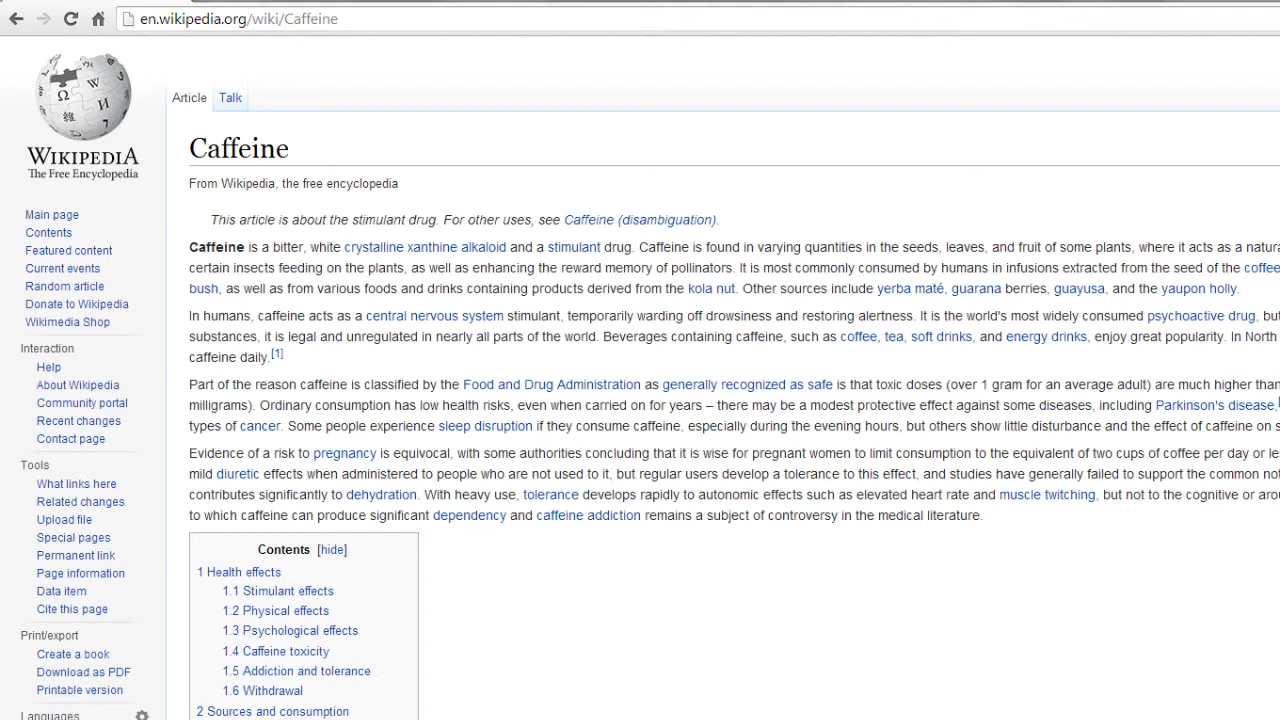 en.wikipedia.org/wiki/Caffeine
WIKIPEDIA
The Free Encyclopedia
Main page
Contents
Featured content
Current events
Random article
Donate to Wikipedia
Wikimedia Shop
Interaction
Help
About Wikipedia
Community portal
Recent changes
Contact page
Tools
What links here
Related changes
Upload file
Special pages
Permanent link
Page information
Data item
Cite this page
Print/export
Create a book
Download as PDF
Printable version
Languages
Article Talk
Caffeine
From Wikipedia, the free encyclopedia
This article is about the stimulant drug. For other uses, see Caffeine (disambiguation).
Caffeine is a bitter, white crystalline xanthine alkaloid and a stimulant drug. Caffeine is found in varying quantities in the seeds, leaves, and fruit of some plants, where it acts as a
certain insects feeding on the plants, as well as enhancing the reward memory of pollinators. It is most commonly consumed by humans in infusions extracted from the seed of the coffee
bush, as well as from various foods and drinks containing products derived from the kola nut. Other sources include yerba maté, guarana berries, guayusa, and the yaupon holly.
In humans, caffeine acts as a central nervous system stimulant, temporarily warding off drowsiness and restoring alertness. It is the world's most widely consumed psychoactive drug, but
substances, it is legal and unregulated in nearly all parts of the world. Beverages containing caffeine, such as coffee, tea, soft drinks, and energy drinks, enjoy great popularity. In North
caffeine daily.[1]
Part of the reason caffeine is classified by the Food and Drug Administration as generally recognized as safe is that toxic doses (over 1 gram for an average adult) are much higher than
milligrams). Ordinary consumption has low health risks, even when carried on for years – there may be a modest protective effect against some diseases, including Parkinson's disease,[
types of cancer. Some people experience sleep disruption if they consume caffeine, especially during the evening hours, but others show little disturbance and the effect of caffeine on
Evidence of a risk to pregnancy is equivocal, with some authorities concluding that it is wise for pregnant women to limit consumption to the equivalent of two cups of coffee per day or
mild diuretic effects when administered to people who are not used to it, but regular users develop a tolerance to this effect, and studies have generally failed to support the common
contributes significantly to dehydration. With heavy use, tolerance develops rapidly to autonomic effects such as elevated heart rate and muscle twitching, but not to the cognitive or
to which caffeine can produce significant dependency and caffeine addiction remains a subject of controversy in the medical literature.
Contents [hide]
1 Health effects
1.1 Stimulant effects
1.2 Physical effects
1.3 Psychological effects
1.4 Caffeine toxicity
1.5 Addiction and tolerance
1.6 Withdrawal
2 Sources and consumption